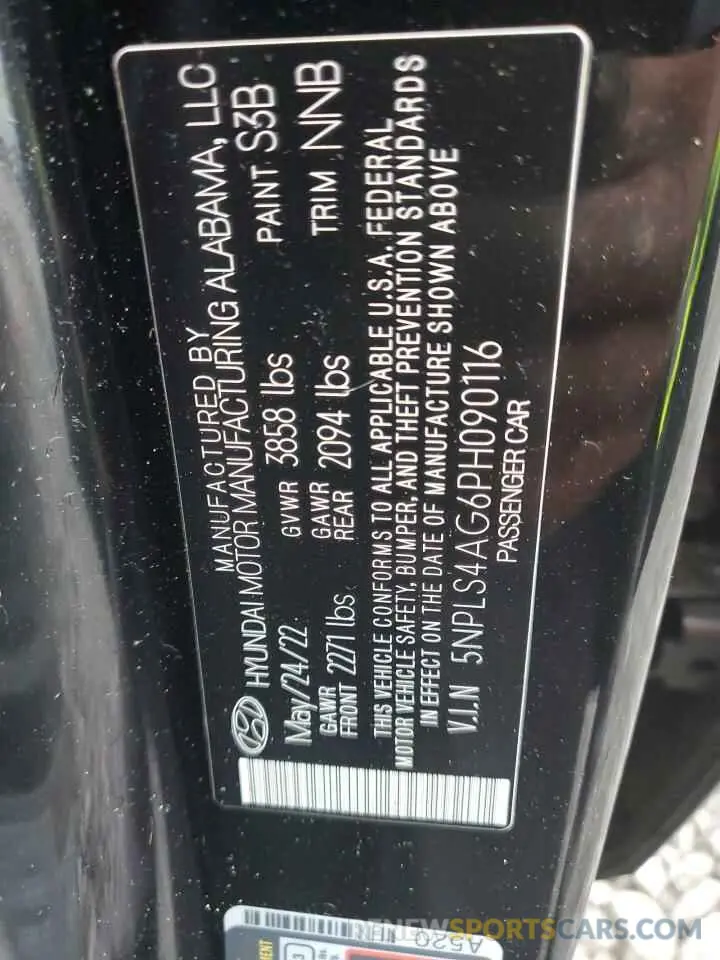 MANUFACTURED BY
HYUNDAI MOTOR MANUFACTURING ALABAMA, LLC
May/24/22 GVWR 3858 lbs PAINT S3B
GAWR FRONT 2271 lbs GAWR REAR 2094 lbs TRIM NNB
THIS VEHICLE CONFORMS TO ALL APPLICABLE U.S.A. FEDERAL
MOTOR VEHICLE SAFETY, BUMPER, AND THEFT PREVENTION STANDARDS
IN EFFECT ON THE DATE OF MANUFACTURE SHOWN ABOVE
V.I.N 5NPLS4AG6PH090116
PASSENGER CAR
A520
RENEWSPORTSCARS.COM